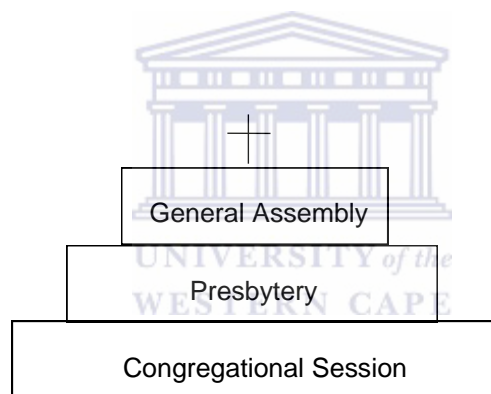 General Assembly
UNIVERSITY of the
Presbytery
WESTERN CAPE
Congregational Session